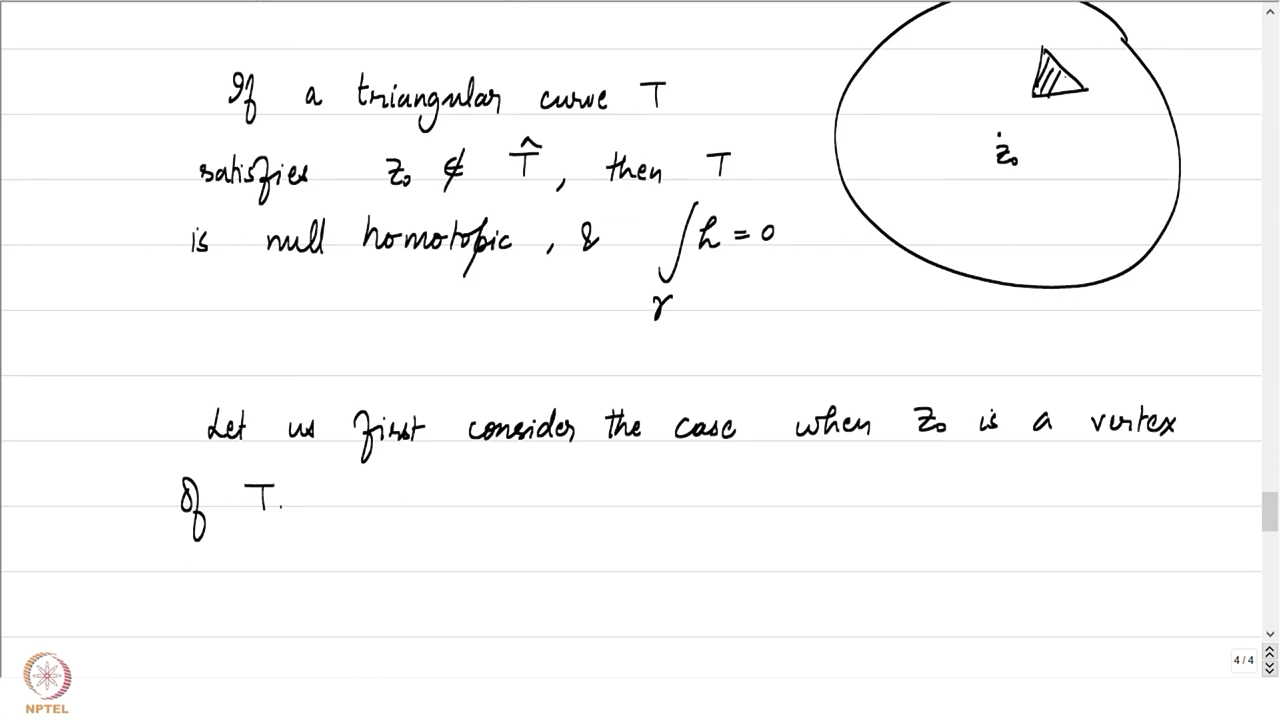 If a triangular curve T
satisfies z₀ ∉ T̂, then T
is null homotopic, & ∫_γ h = 0
z₀
Let us first consider the case when z₀ is a vertex
of T.
4 / 4
NPTEL